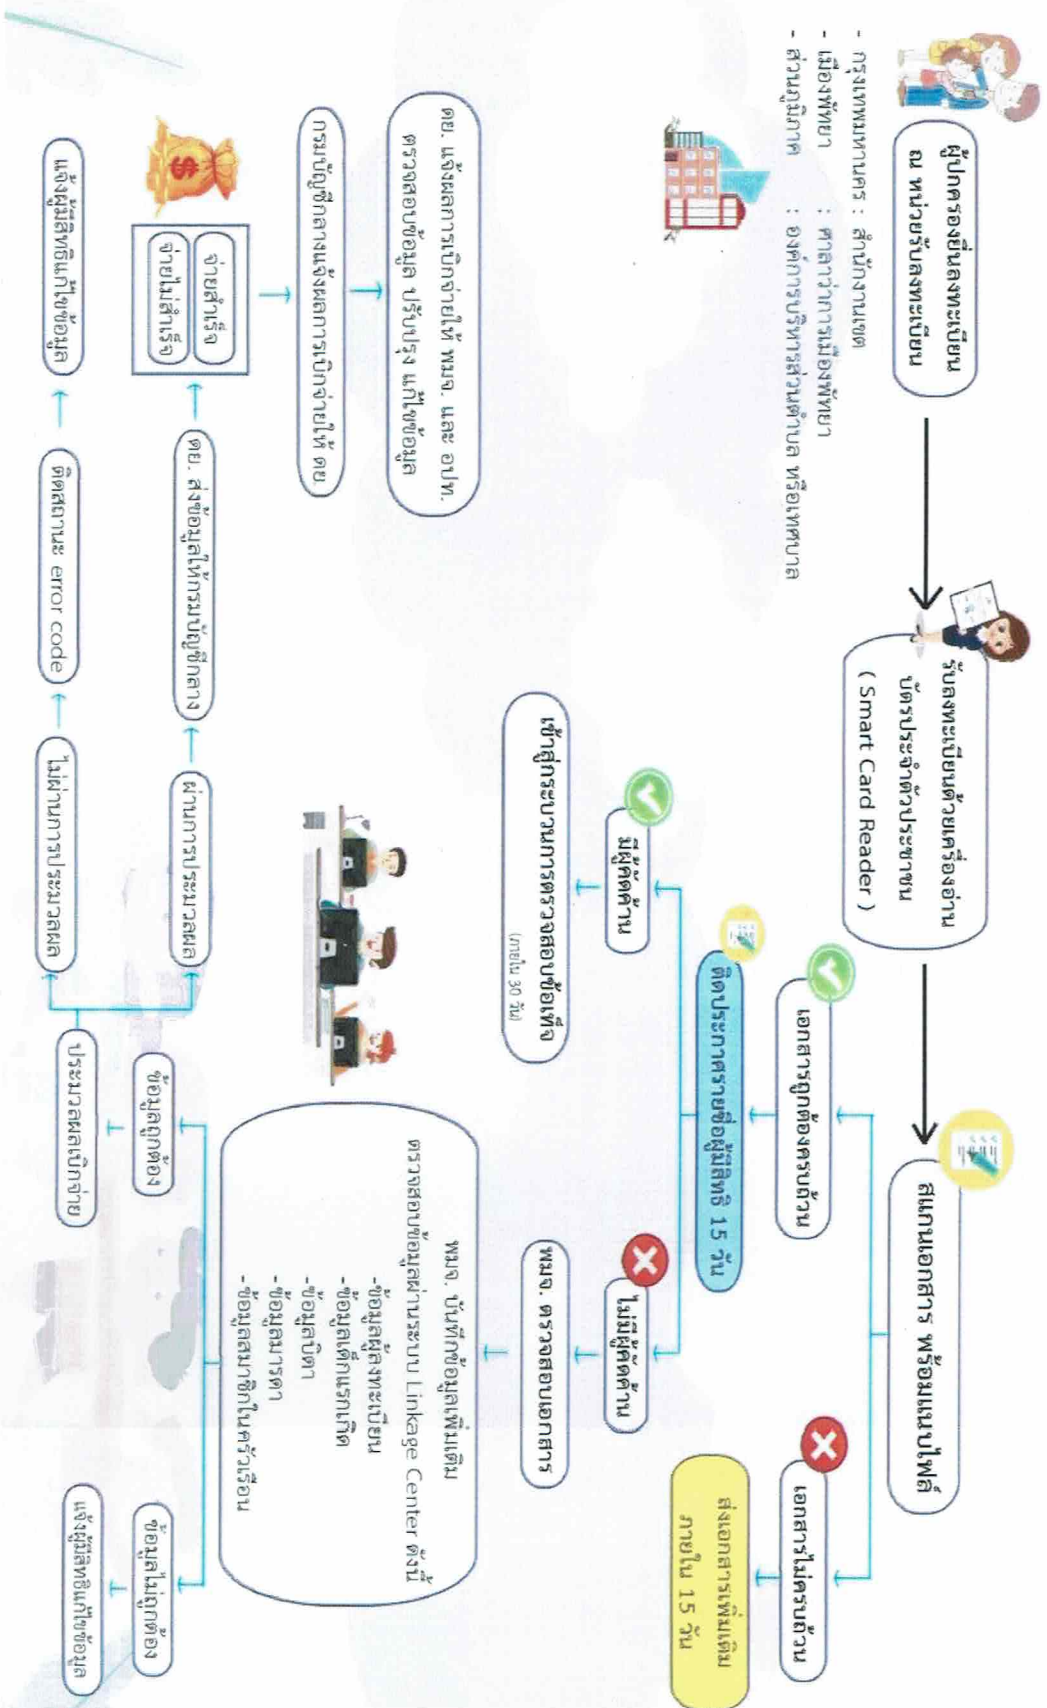 ผู้ปกครองยื่นลงทะเบียน
ณ หน่วยรับลงทะเบียน
- กรุงเทพมหานคร : สำนักงานเขต
- เมืองพัทยา : ศาลาว่าการเมืองพัทยา
- ส่วนภูมิภาค : องค์การบริหารส่วนตำบล หรือเทศบาล
รับลงทะเบียนด้วยเครื่องอ่าน
บัตรประจำตัวประชาชน
( Smart Card Reader )
สแกนเอกสาร พร้อมแนบไฟล์
เอกสารถูกต้องครบถ้วน
เอกสารไม่ครบถ้วน
ส่งเอกสารเพิ่มเติม
ภายใน 15 วัน
ติดประกาศรายชื่อผู้มีสิทธิ 15 วัน
มีผู้คัดค้าน
ไม่มีผู้คัดค้าน
เข้าสู่กระบวนการตรวจสอบข้อเท็จ
(ภายใน 30 วัน)
พมจ. ตรวจสอบเอกสาร
พมจ. บันทึกข้อมูลเพิ่มเติม
ตรวจสอบข้อมูลผ่านระบบ Linkage Center ดังนี้
-ข้อมูลผู้ลงทะเบียน
-ข้อมูลเด็กแรกเกิด
-ข้อมูลบิดา
-ข้อมูลมารดา
-ข้อมูลสมาชิกในครัวเรือน
ข้อมูลถูกต้อง
ข้อมูลไม่ถูกต้อง
แจ้งผู้มีสิทธิแก้ไขข้อมูล
ประมวลผลเบิกจ่าย
ผ่านการประมวลผล
ไม่ผ่านการประมวลผล
ดย. ส่งข้อมูลให้กรมบัญชีกลาง
ติดสถานะ error code
แจ้งผู้มีสิทธิแก้ไขข้อมูล
จ่ายสำเร็จ
จ่ายไม่สำเร็จ
กรมบัญชีกลางแจ้งผลการเบิกจ่ายให้ ดย.
ดย. แจ้งผลการเบิกจ่ายให้ พมจ. และ อปท.
ตรวจสอบข้อมูล ปรับปรุง แก้ไขข้อมูล